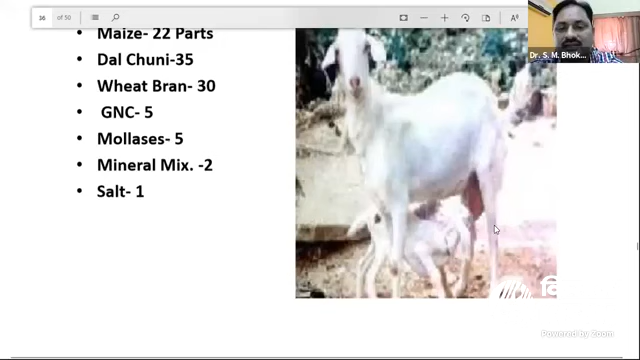 36 of 50
Maize- 22 Parts
Dal Chuni-35
Wheat Bran- 30
GNC- 5
Mollases- 5
Mineral Mix. -2
Salt- 1
Dr. S. M. Bhok...
Powered by Zoom